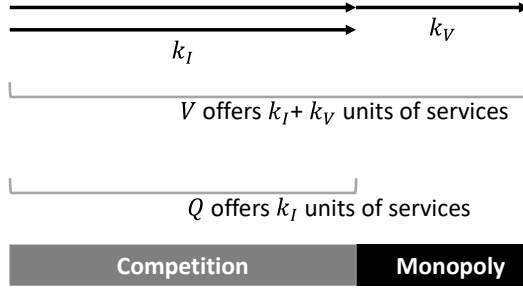 k_V
k_I
V offers k_I + k_V units of services
Q offers k_I units of services
Competition Monopoly